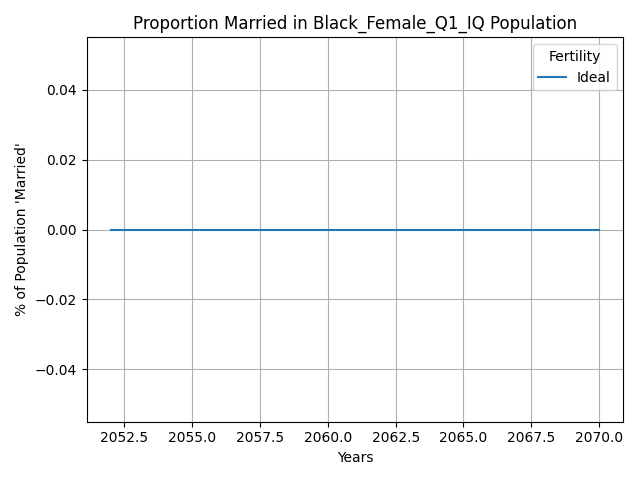 Proportion Married in Black_Female_Q1_IQ Population
Fertility
Ideal
% of Population 'Married'
0.04
0.02
0.00
−0.02
−0.04
2052.5 2055.0 2057.5 2060.0 2062.5 2065.0 2067.5 2070.0
Years